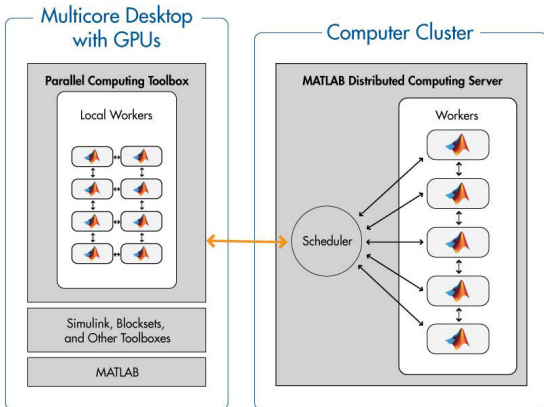 Multicore Desktop
with GPUs
Parallel Computing Toolbox
Local Workers
Simulink, Blocksets,
and Other Toolboxes
MATLAB
Computer Cluster
MATLAB Distributed Computing Server
Scheduler
Workers